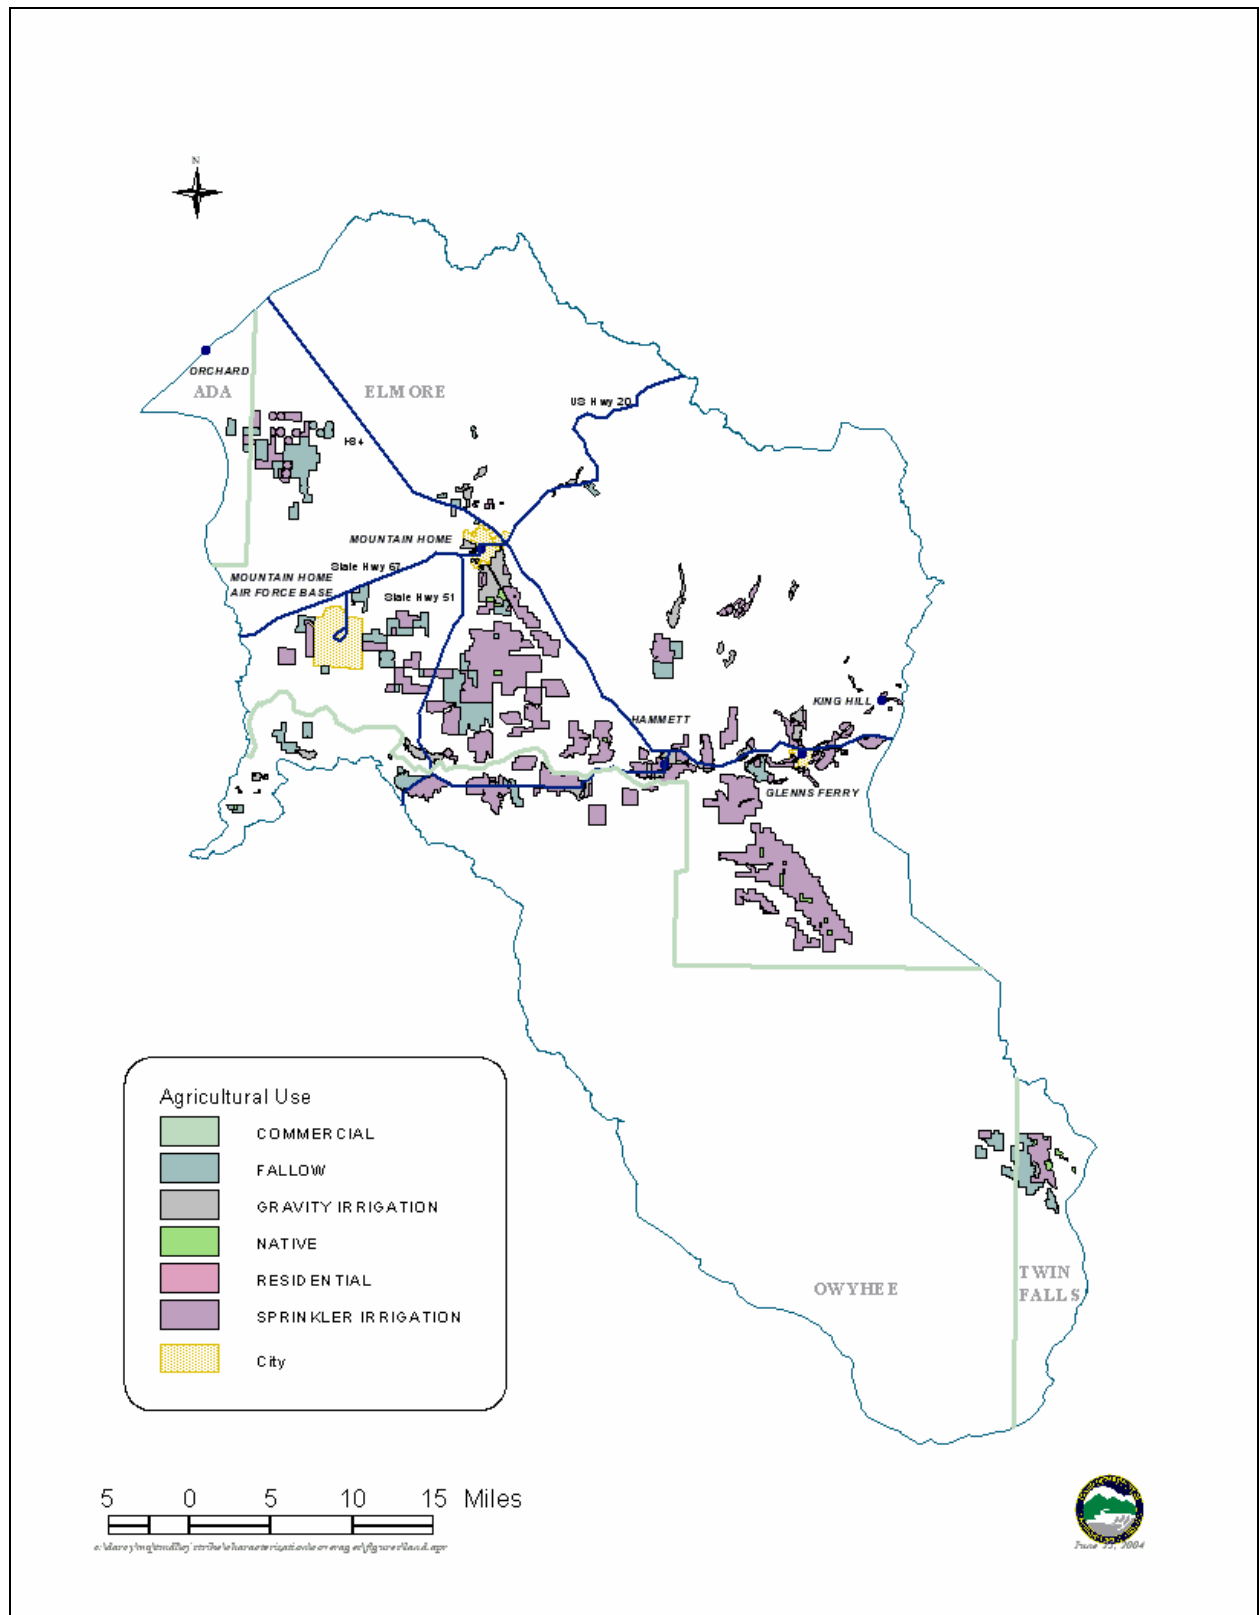 N
ORCHARD
ADA
ELMORE
US Hwy 20
I84
MOUNTAIN HOME
State Hwy 67
MOUNTAIN HOME
AIR FORCE BASE
State Hwy 51
KING HILL
HAMMETT
GLENNS FERRY
Agricultural Use
COMMERCIAL
FALLOW
GRAVITY IRRIGATION
NATIVE
RESIDENTIAL
SPRINKLER IRRIGATION
City
OWYHEE
TWIN
FALLS
5 0 5 10 15 Miles